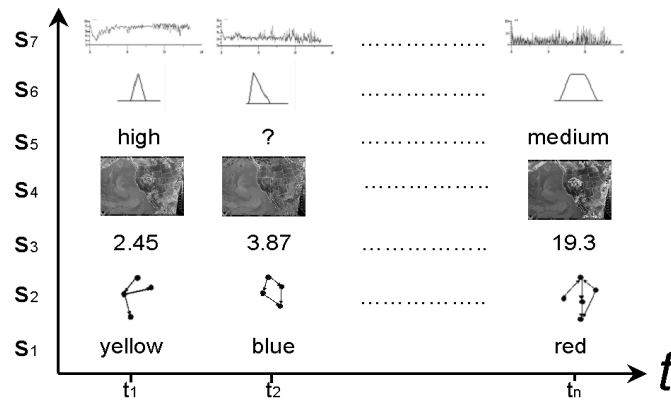 S7 ........................
S6 ........................
S5 high ? ........................ medium
S4 ........................
S3 2.45 3.87 ........................ 19.3
S2 ........................
S1 yellow blue red
t1 t2 tn t